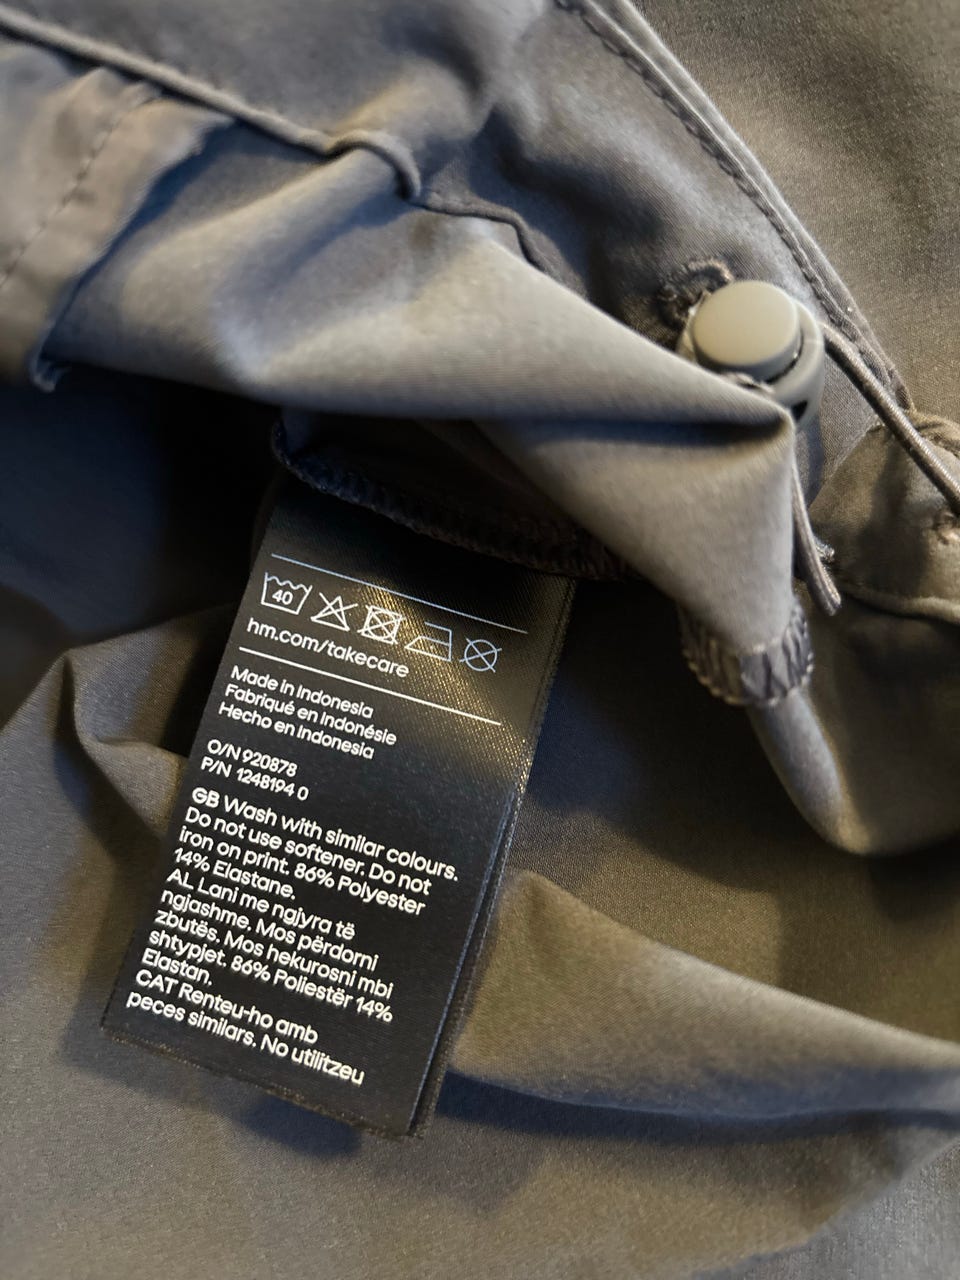 40
hm.com/takecare
Made in Indonesia
Fabriqué en Indonésie
Hecho en Indonesia
O/N 920878
P/N 1248194 0
GB Wash with similar colours.
Do not use softener. Do not
iron on print. 86% Polyester
14% Elastane.
AL Lani me ngjyra të
ngjashme. Mos përdorni
zbutës. Mos hekurosni mbi
shtypjet. 86% Poliestër 14%
Elastan.
CAT Renteu-ho amb
peces similars. No utilitzeu